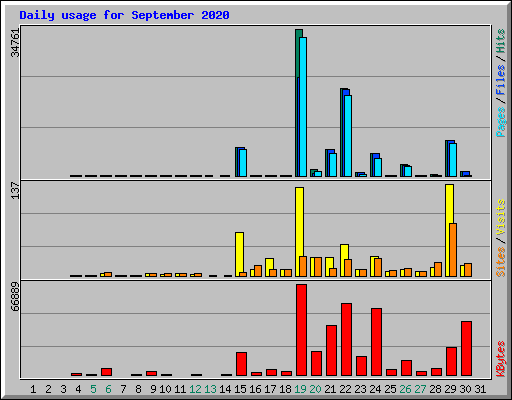 Daily usage for September 2020
34761
Pages / Files / Hits
137
Sites / Visits
66889
KBytes
1 2 3 4 5 6 7 8 9 10 11 12 13 14 15 16 17 18 19 20 21 22 23 24 25 26 27 28 29 30 31